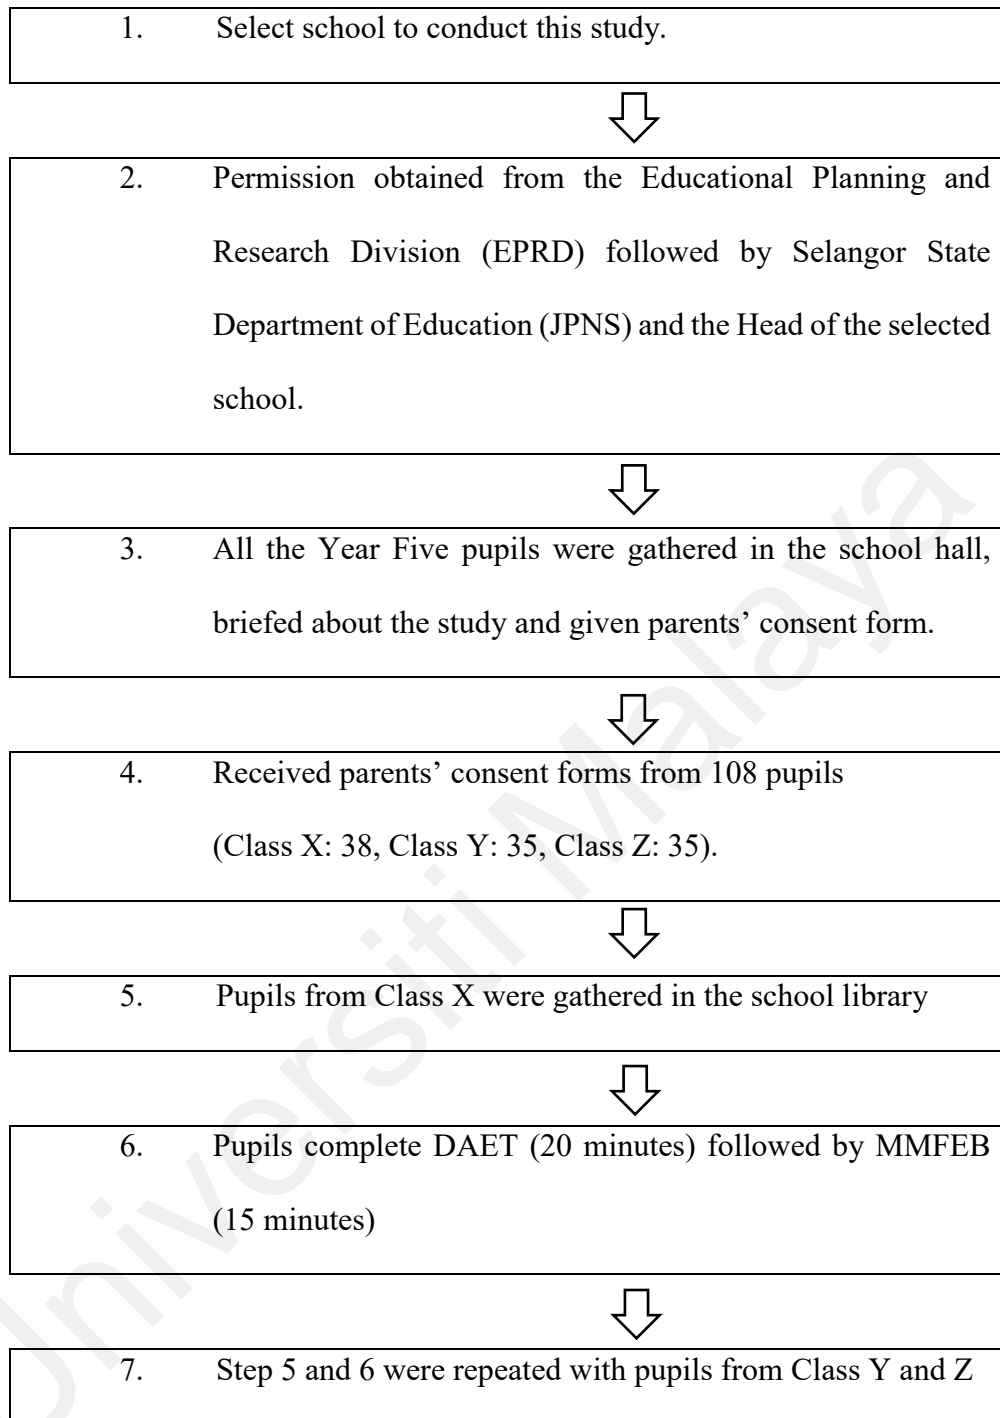 1. Select school to conduct this study.
2. Permission obtained from the Educational Planning and
Research Division (EPRD) followed by Selangor State
Department of Education (JPNS) and the Head of the selected
school.
3. All the Year Five pupils were gathered in the school hall,
briefed about the study and given parents’ consent form.
4. Received parents’ consent forms from 108 pupils
(Class X: 38, Class Y: 35, Class Z: 35).
5. Pupils from Class X were gathered in the school library
6. Pupils complete DAET (20 minutes) followed by MMFEB
(15 minutes)
7. Step 5 and 6 were repeated with pupils from Class Y and Z
Universiti Malaya